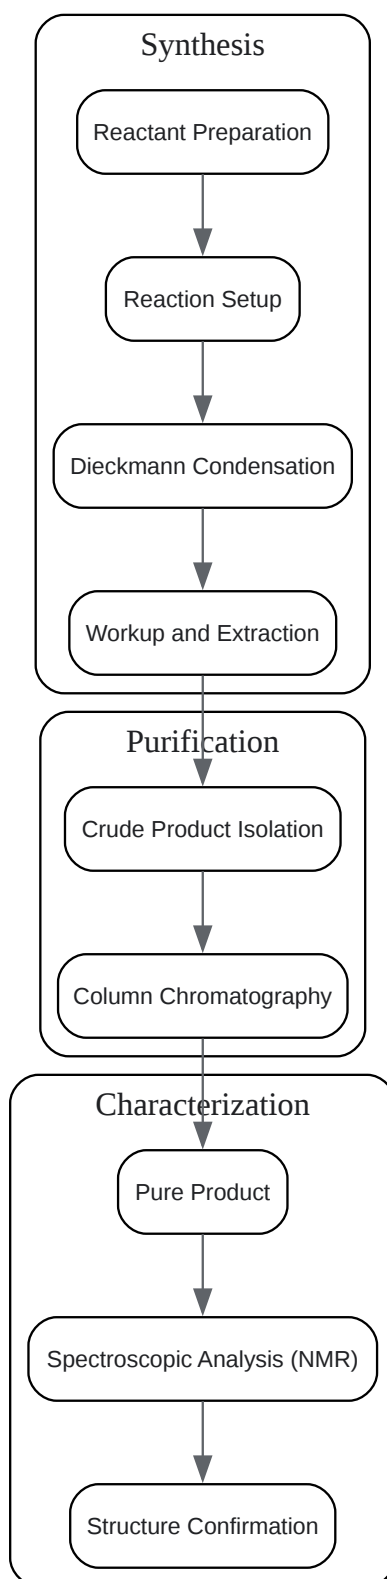 Synthesis
Reactant Preparation
Reaction Setup
Dieckmann Condensation
Workup and Extraction
Purification
Crude Product Isolation
Column Chromatography
Characterization
Pure Product
Spectroscopic Analysis (NMR)
Structure Confirmation